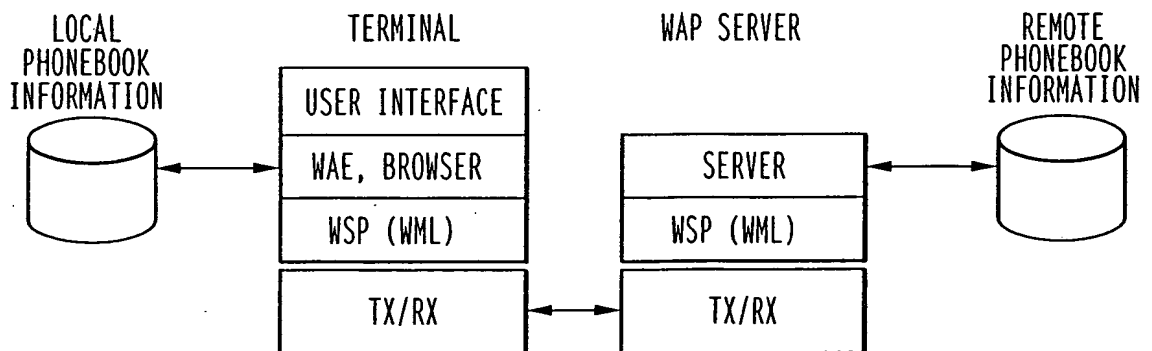 LOCAL
PHONEBOOK
INFORMATION
TERMINAL
WAP SERVER
REMOTE
PHONEBOOK
INFORMATION
USER INTERFACE
WAE, BROWSER
WSP (WML)
SERVER
WSP (WML)
TX/RX
TX/RX